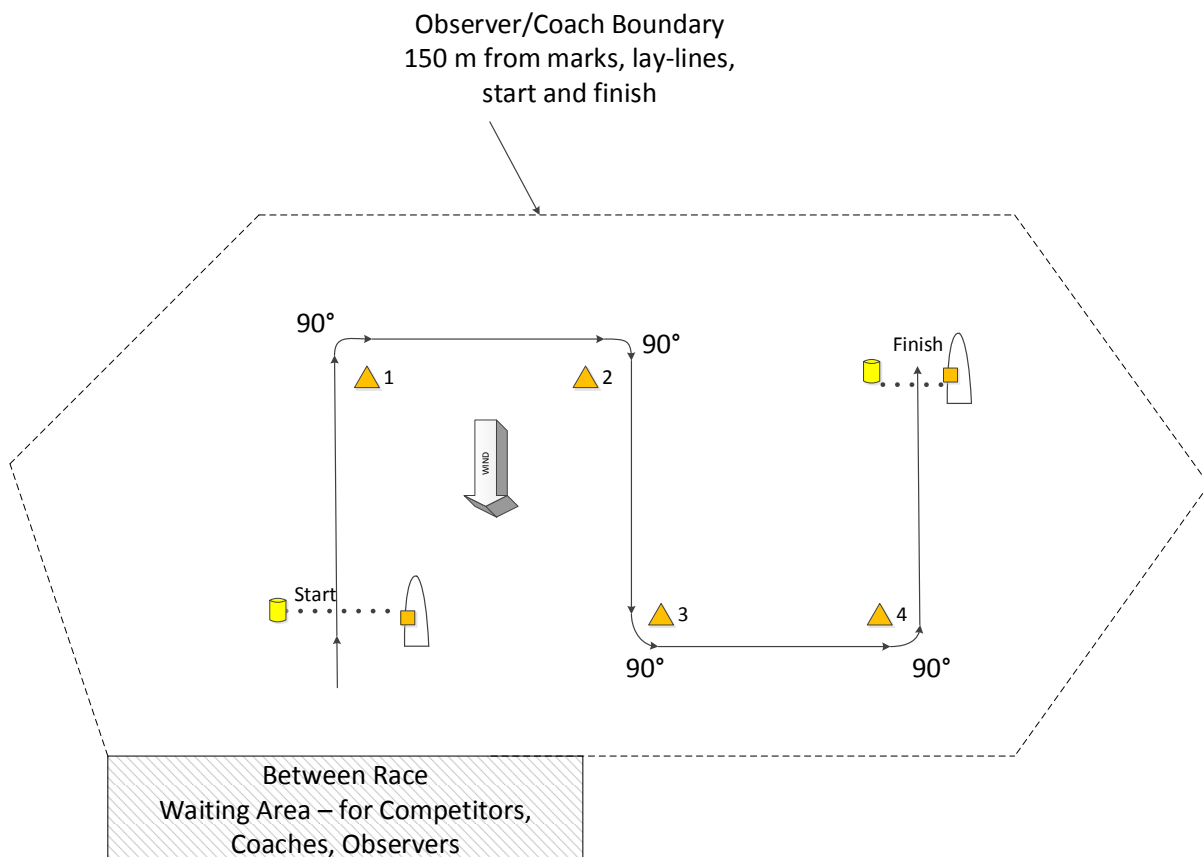 Observer/Coach Boundary
150 m from marks, lay-lines,
start and finish
90°
90°
Finish
1
2
WIND
Start
3
4
90°
90°
Between Race
Waiting Area – for Competitors,
Coaches, Observers